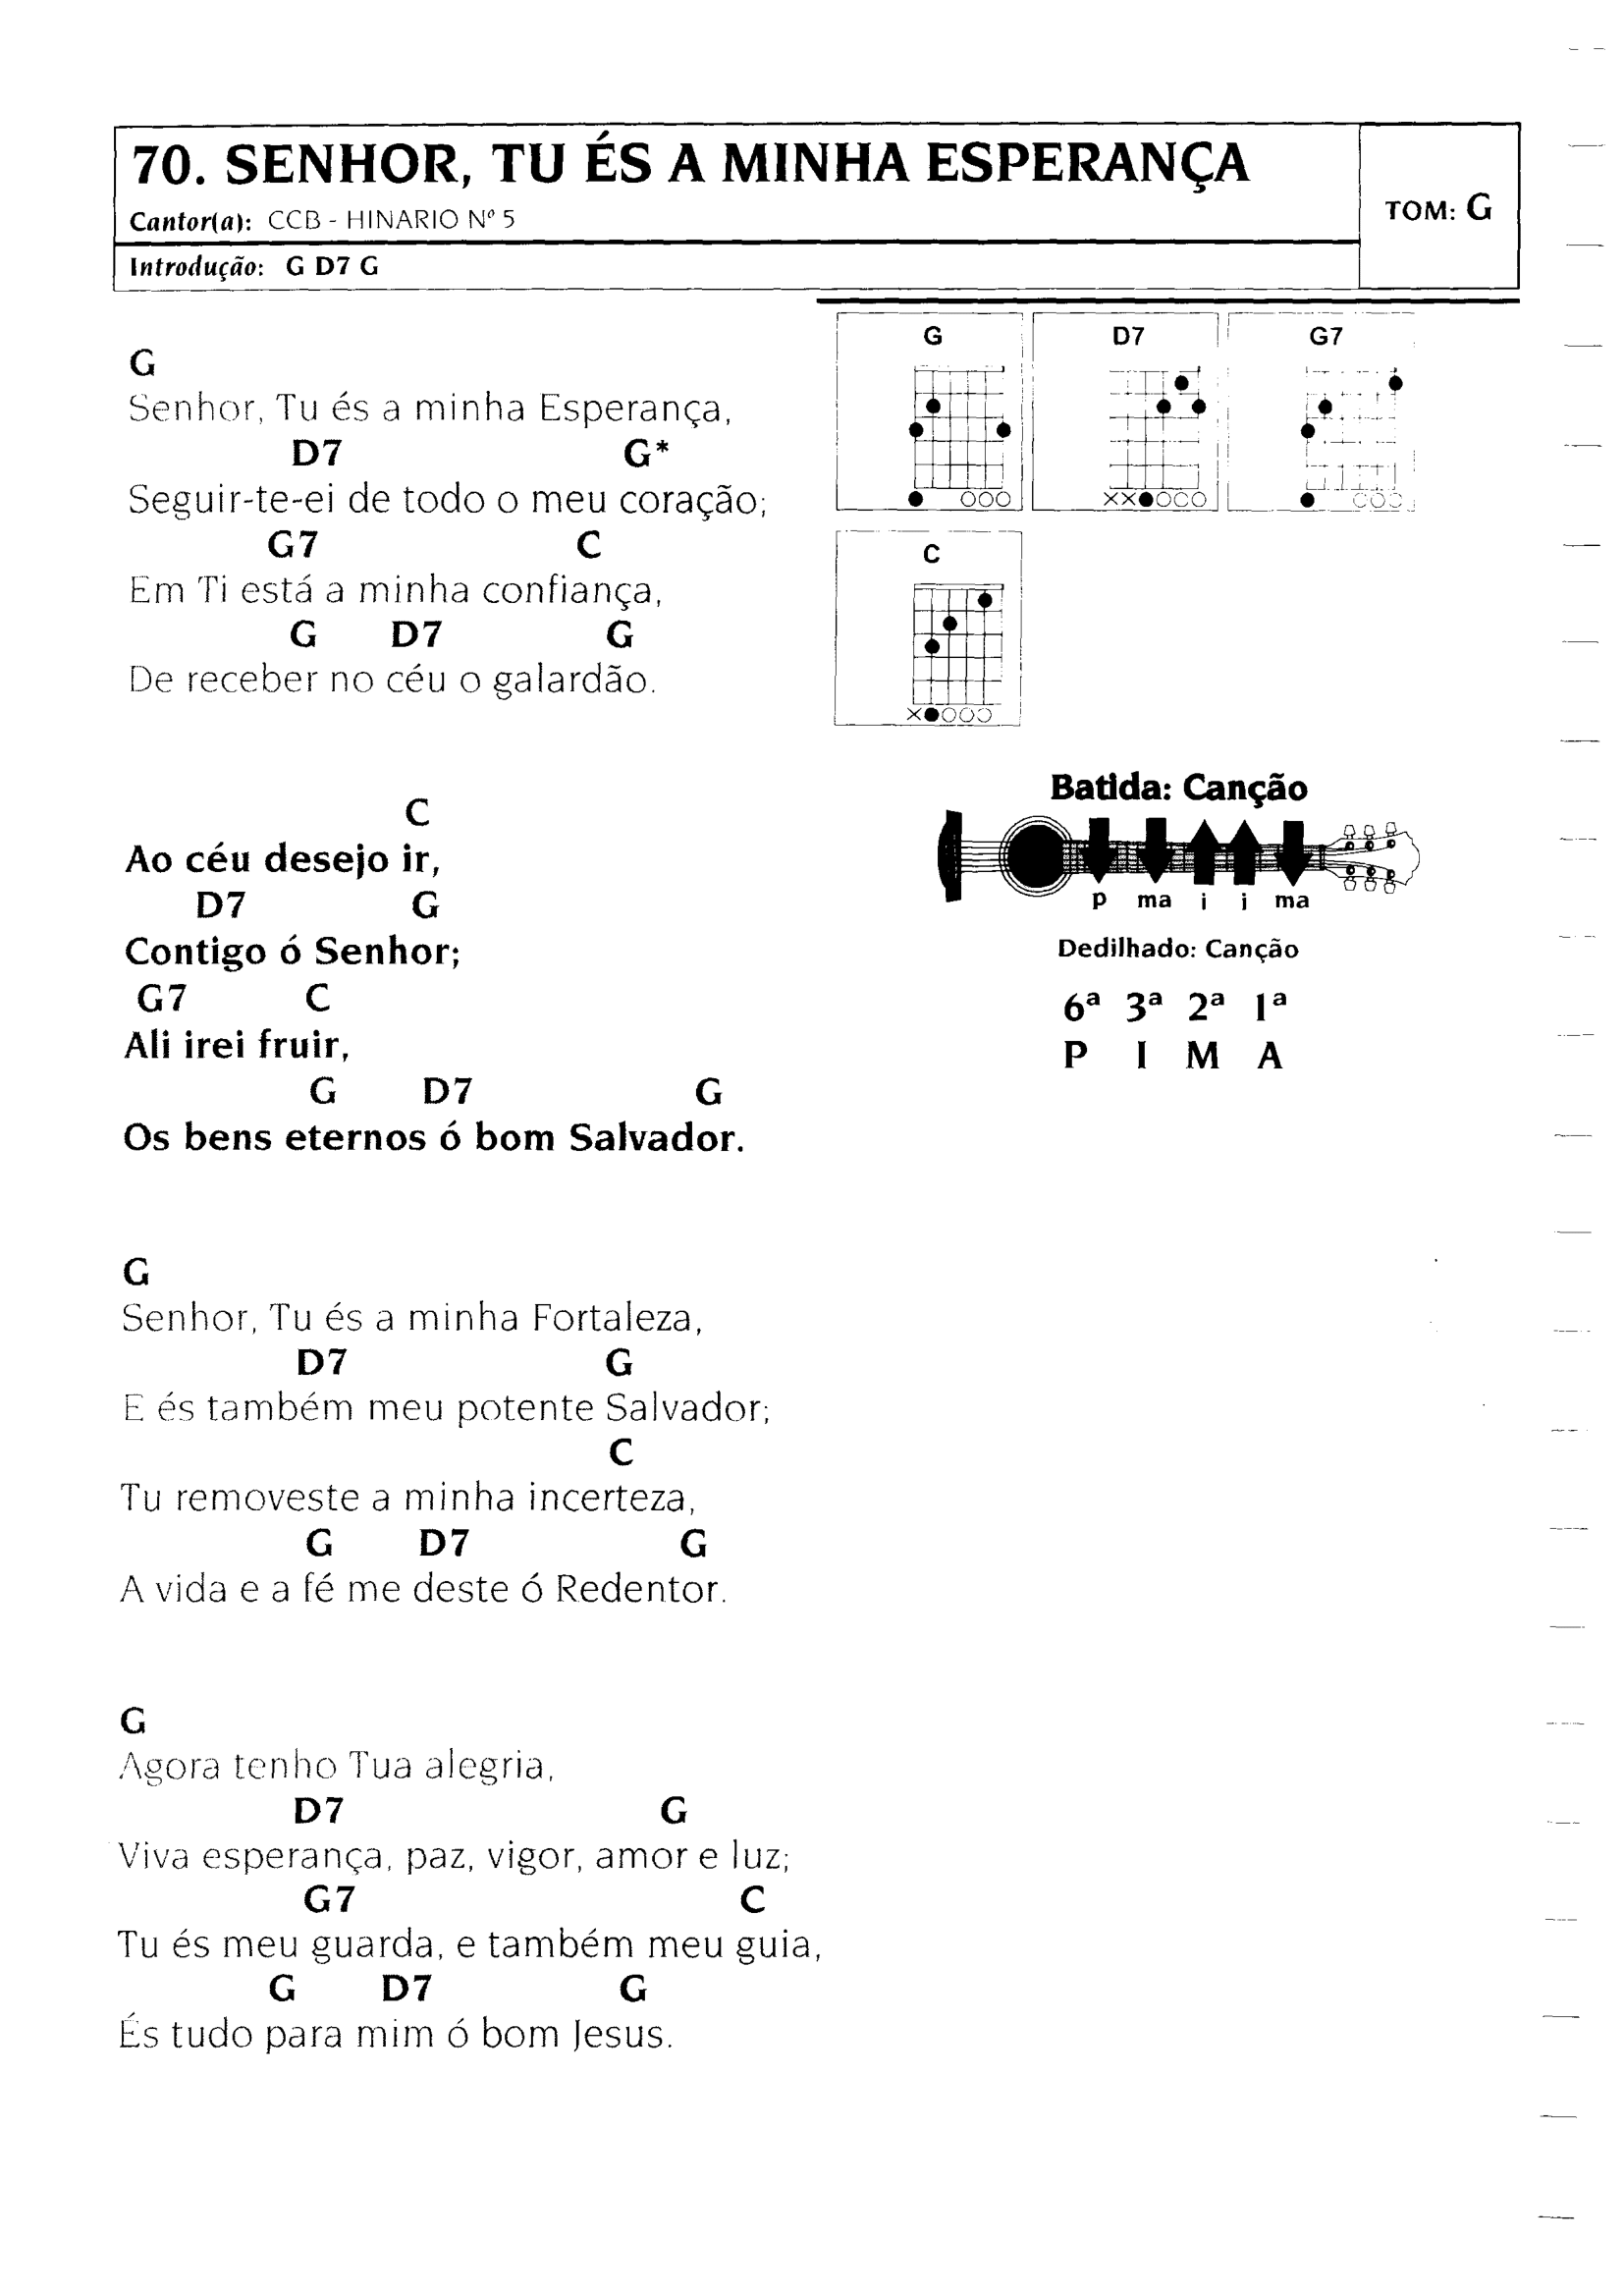 70. SENHOR, TU ÉS A MINHA ESPERANÇA
Cantor(a): CCB - HINARIO Nº 5
TOM: G
Introdução: G D7 G
G
Senhor, Tu és a minha Esperança,
D7 G*
Seguir-te-ei de todo o meu coração;
G7 C
Em Ti está a minha confiança,
G D7 G
De receber no céu o galardão.
C
Ao céu desejo ir,
D7 G
Contigo ó Senhor;
G7 C
Ali irei fruir,
G D7 G
Os bens eternos ó bom Salvador.
G
Senhor, Tu és a minha Fortaleza,
D7 G
E és também meu potente Salvador;
C
Tu removeste a minha incerteza,
G D7 G
A vida e a fé me deste ó Redentor.
G
Agora tenho Tua alegria,
D7 G
Viva esperança, paz, vigor, amor e luz;
G7 C
Tu és meu guarda, e também meu guia,
G D7 G
És tudo para mim ó bom Jesus.
G D7 G7
C
Batida: Canção
p ma i i ma
Dedilhado: Canção
6ª 3ª 2ª 1ª
P I M A